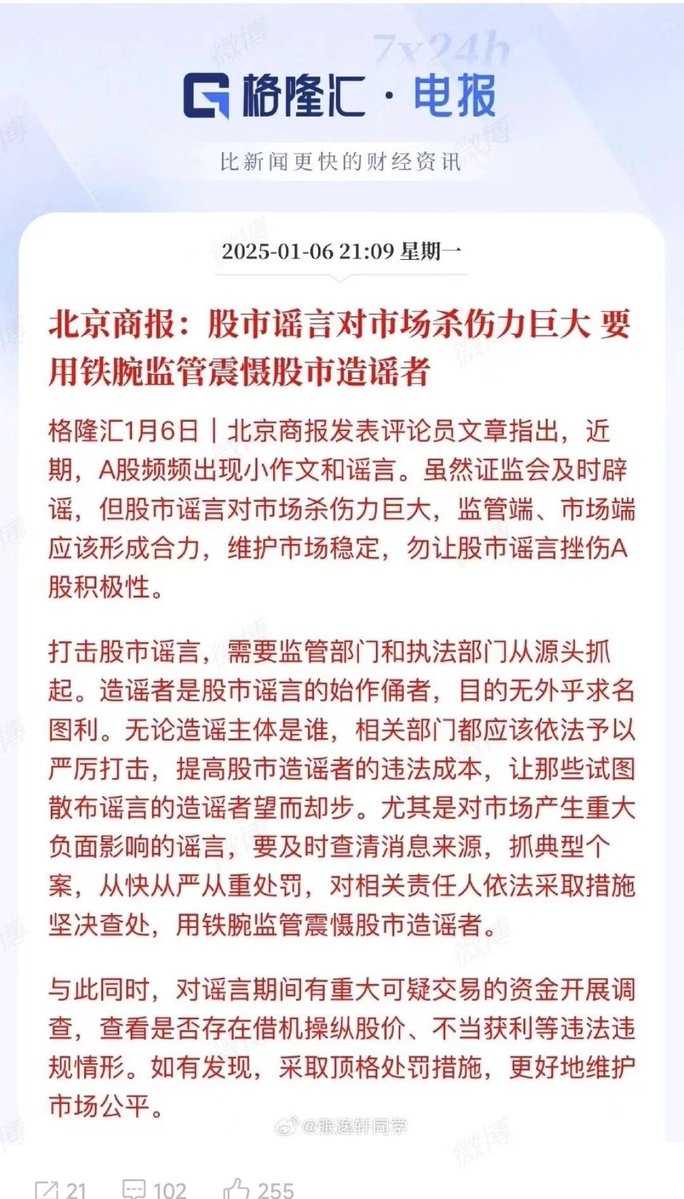 7x24h
格隆汇·电报
比新闻更快的财经资讯
2025-01-06 21:09 星期一
北京商报：股市谣言对市场杀伤力巨大 要
用铁腕监管震慑股市造谣者
格隆汇1月6日｜北京商报发表评论员文章指出，近
期，A股频频出现小作文和谣言。虽然证监会及时辟
谣，但股市谣言对市场杀伤力巨大，监管端、市场端
应该形成合力，维护市场稳定，勿让股市谣言挫伤A
股积极性。
打击股市谣言，需要监管部门和执法部门从源头抓
起。造谣者是股市谣言的始作俑者，目的无外乎求名
图利。无论造谣主体是谁，相关部门都应该依法予以
严厉打击，提高股市造谣者的违法成本，让那些试图
散布谣言的造谣者望而却步。尤其是对市场产生重大
负面影响的谣言，要及时查清消息来源，抓典型个
案，从快从严从重处罚，对相关责任人依法采取措施
坚决查处，用铁腕监管震慑股市造谣者。
与此同时，对谣言期间有重大可疑交易的资金开展调
查，查看是否存在借机操纵股价、不当获利等违法违
规情形。如有发现，采取顶格处罚措施，更好地维护
市场公平。
@张逸轩同学
21 102 255